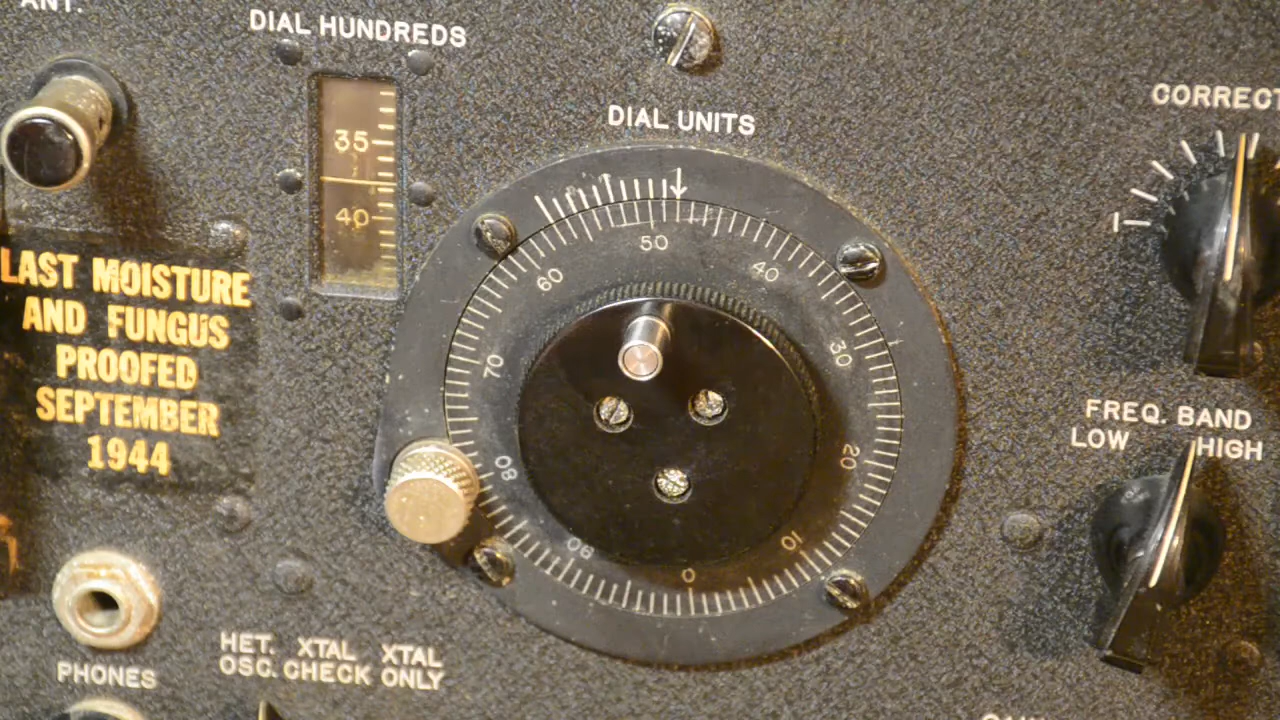 ANT.
DIAL HUNDREDS
35
40
DIAL UNITS
50
40
30
20
10
0
90
80
70
60
CORRECT
LAST MOISTURE
AND FUNGUS
PROOFED
SEPTEMBER
1944
FREQ. BAND
LOW HIGH
PHONES
HET. XTAL XTAL
OSC. CHECK ONLY